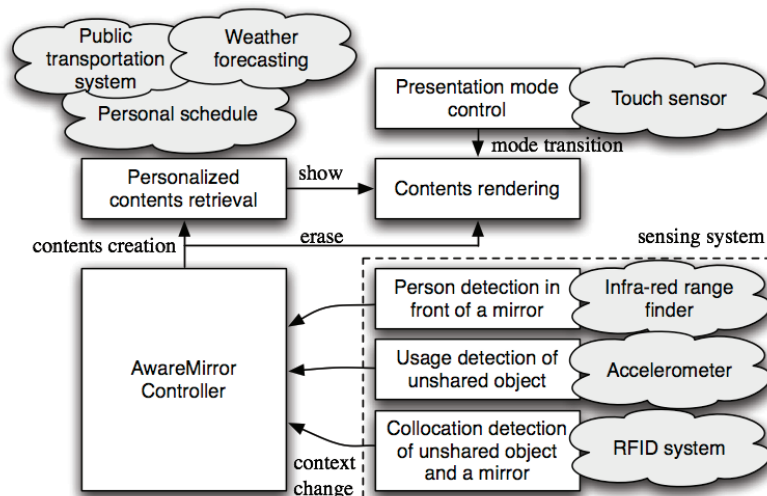 Public
transportation
system
Weather
forecasting
Personal schedule
Presentation mode
control
Touch sensor
mode transition
Personalized
contents retrieval
show
Contents rendering
contents creation
erase
sensing system
AwareMirror
Controller
Person detection in
front of a mirror
Infra-red range
finder
Usage detection of
unshared object
Accelerometer
Collocation detection
of unshared object
and a mirror
RFID system
context
change